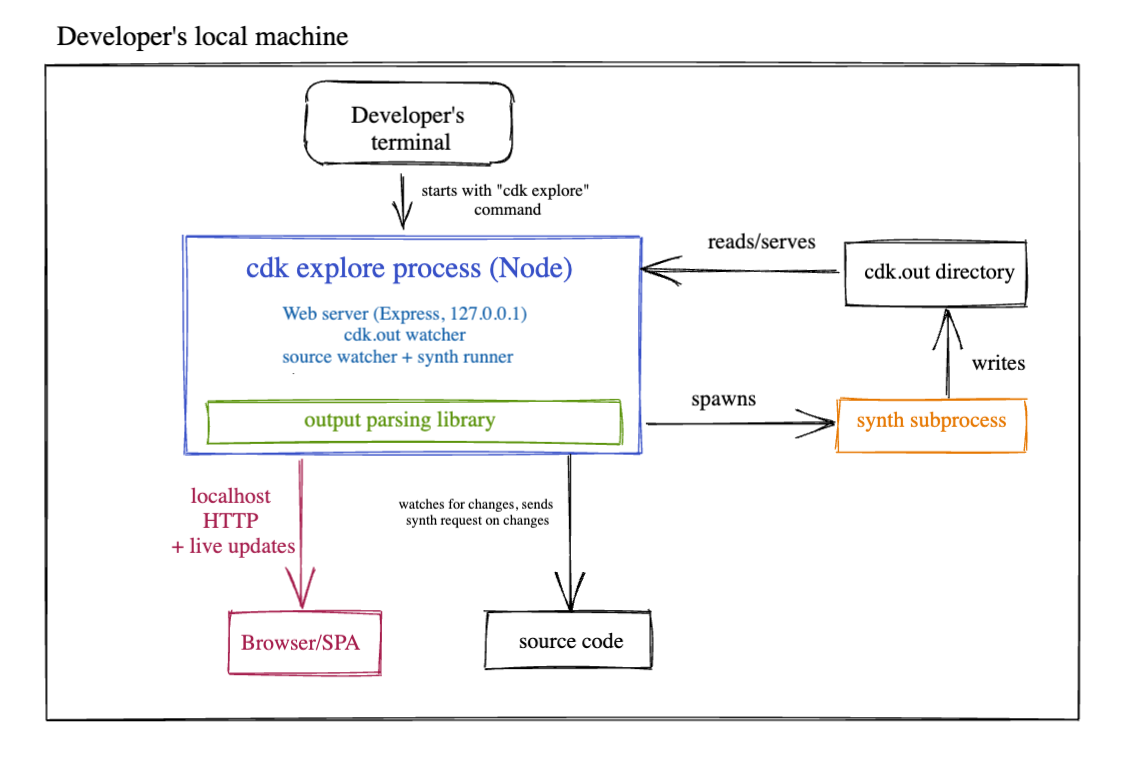 Developer's local machine
Developer's
terminal
starts with "cdk explore"
command
cdk explore process (Node)
Web server (Express, 127.0.0.1)
cdk.out watcher
source watcher + synth runner
output parsing library
reads/serves
cdk.out directory
writes
spawns
synth subprocess
localhost
HTTP
+ live updates
watches for changes, sends
synth request on changes
Browser/SPA
source code